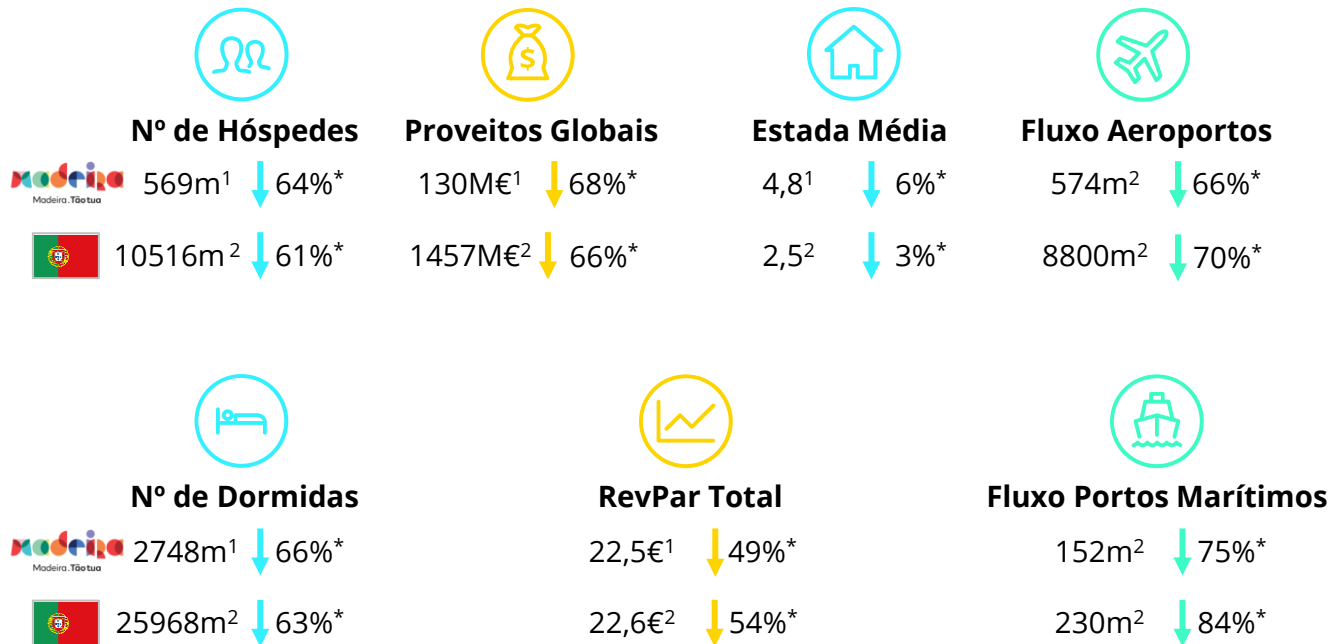 Nº de Hóspedes Proveitos Globais Estada Média Fluxo Aeroportos
madeira 569m¹ 64%* 130M€¹ 68%* 4,8¹ 6%* 574m² 66%*
Madeira.Tão tua
10516m² 61%* 1457M€² 66%* 2,5² 3%* 8800m² 70%*
Nº de Dormidas RevPar Total Fluxo Portos Marítimos
madeira 2748m¹ 66%* 22,5€¹ 49%* 152m² 75%*
Madeira.Tão tua
25968m² 63%* 22,6€² 54%* 230m² 84%*